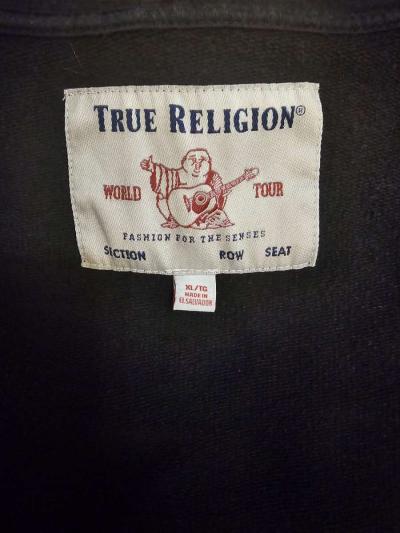 TRUE RELIGION®
WORLD TOUR
FASHION FOR THE SENSES
SECTION ROW SEAT
XL/TG
MADE IN
EL SALVADOR